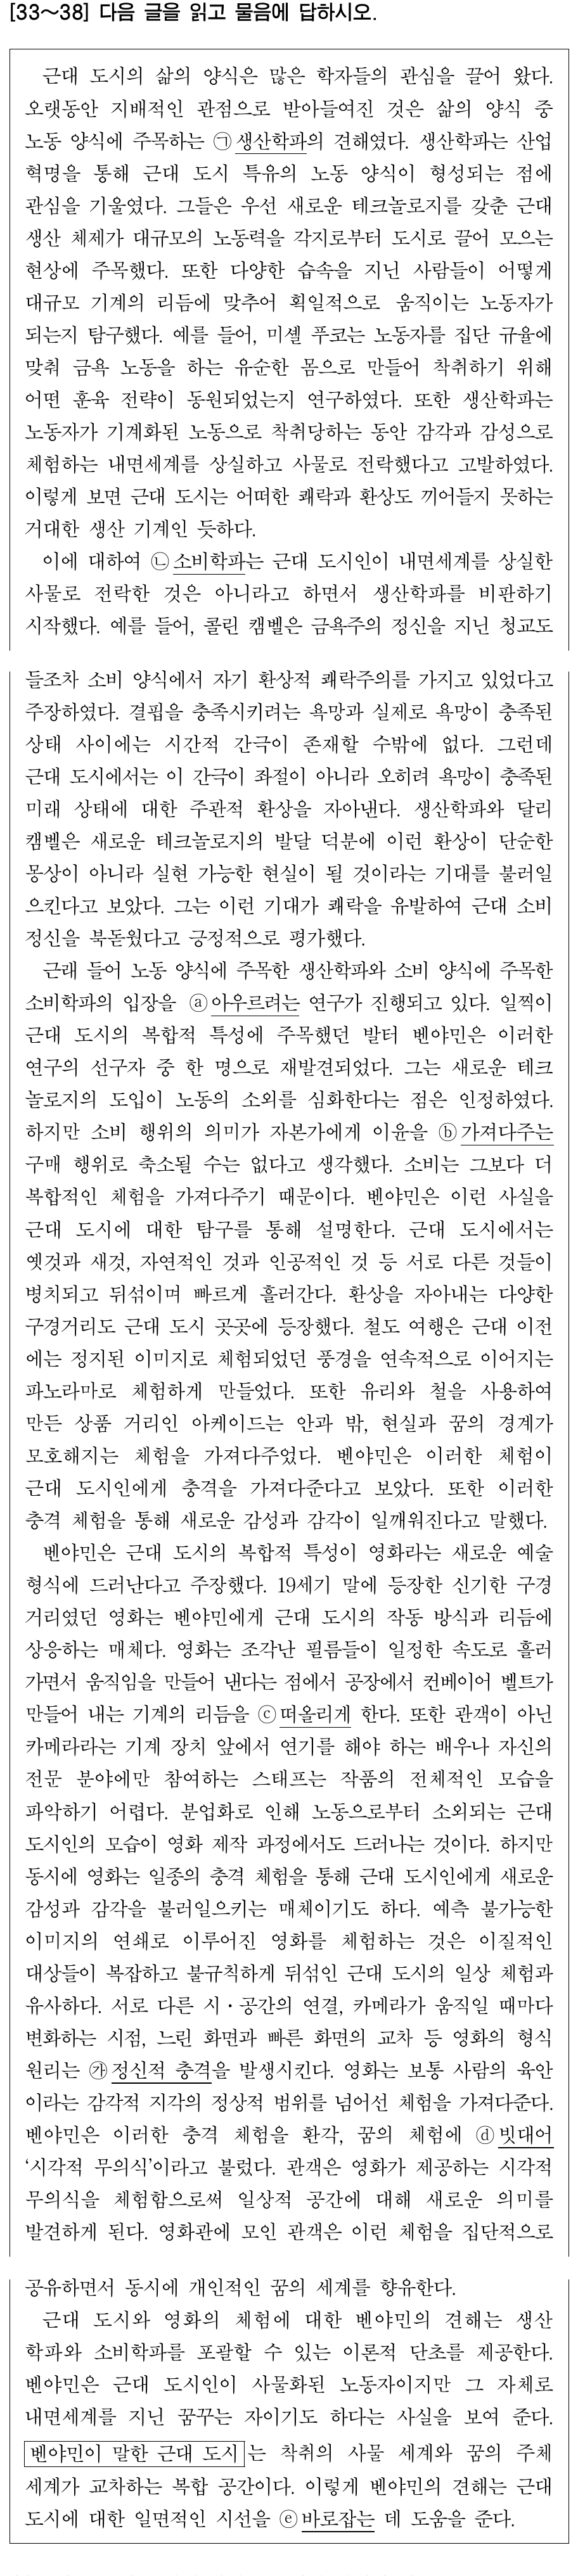 [33～38] 다음 글을 읽고 물음에 답하시오.
근대 도시의 삶의 양식은 많은 학자들의 관심을 끌어 왔다.
오랫동안 지배적인 관점으로 받아들여진 것은 삶의 양식 중
노동 양식에 주목하는 ㉠생산학파의 견해였다. 생산학파는 산업
혁명을 통해 근대 도시 특유의 노동 양식이 형성되는 점에
관심을 기울였다. 그들은 우선 새로운 테크놀로지를 갖춘 근대
생산 체제가 대규모의 노동력을 각지로부터 도시로 끌어 모으는
현상에 주목했다. 또한 다양한 습속을 지닌 사람들이 어떻게
대규모 기계의 리듬에 맞추어 획일적으로 움직이는 노동자가
되는지 탐구했다. 예를 들어, 미셸 푸코는 노동자를 집단 규율에
맞춰 금욕 노동을 하는 유순한 몸으로 만들어 착취하기 위해
어떤 훈육 전략이 동원되었는지 연구하였다. 또한 생산학파는
노동자가 기계화된 노동으로 착취당하는 동안 감각과 감성으로
체험하는 내면세계를 상실하고 사물로 전락했다고 고발하였다.
이렇게 보면 근대 도시는 어떠한 쾌락과 환상도 끼어들지 못하는
거대한 생산 기계인 듯하다.
이에 대하여 ㉡소비학파는 근대 도시인이 내면세계를 상실한
사물로 전락한 것은 아니라고 하면서 생산학파를 비판하기
시작했다. 예를 들어, 콜린 캠벨은 금욕주의 정신을 지닌 청교도
들조차 소비 양식에서 자기 환상적 쾌락주의를 가지고 있었다고
주장하였다. 결핍을 충족시키려는 욕망과 실제로 욕망이 충족된
상태 사이에는 시간적 간극이 존재할 수밖에 없다. 그런데
근대 도시에서는 이 간극이 좌절이 아니라 오히려 욕망이 충족된
미래 상태에 대한 주관적 환상을 자아낸다. 생산학파와 달리
캠벨은 새로운 테크놀로지의 발달 덕분에 이런 환상이 단순한
몽상이 아니라 실현 가능한 현실이 될 것이라는 기대를 불러일
으킨다고 보았다. 그는 이런 기대가 쾌락을 유발하여 근대 소비
정신을 북돋웠다고 긍정적으로 평가했다.
근래 들어 노동 양식에 주목한 생산학파와 소비 양식에 주목한
소비학파의 입장을 ⓐ아우르려는 연구가 진행되고 있다. 일찍이
근대 도시의 복합적 특성에 주목했던 발터 벤야민은 이러한
연구의 선구자 중 한 명으로 재발견되었다. 그는 새로운 테크
놀로지의 도입이 노동의 소외를 심화한다는 점은 인정하였다.
하지만 소비 행위의 의미가 자본가에게 이윤을 ⓑ가져다주는
구매 행위로 축소될 수는 없다고 생각했다. 소비는 그보다 더
복합적인 체험을 가져다주기 때문이다. 벤야민은 이런 사실을
근대 도시에 대한 탐구를 통해 설명한다. 근대 도시에서는
옛것과 새것, 자연적인 것과 인공적인 것 등 서로 다른 것들이
병치되고 뒤섞이며 빠르게 흘러간다. 환상을 자아내는 다양한
구경거리도 근대 도시 곳곳에 등장했다. 철도 여행은 근대 이전
에는 정지된 이미지로 체험되었던 풍경을 연속적으로 이어지는
파노라마로 체험하게 만들었다. 또한 유리와 철을 사용하여
만든 상품 거리인 아케이드는 안과 밖, 현실과 꿈의 경계가
모호해지는 체험을 가져다주었다. 벤야민은 이러한 체험이
근대 도시인에게 충격을 가져다준다고 보았다. 또한 이러한
충격 체험을 통해 새로운 감성과 감각이 일깨워진다고 말했다.
벤야민은 근대 도시의 복합적 특성이 영화라는 새로운 예술
형식에 드러난다고 주장했다. 19세기 말에 등장한 신기한 구경
거리였던 영화는 벤야민에게 근대 도시의 작동 방식과 리듬에
상응하는 매체다. 영화는 조각난 필름들이 일정한 속도로 흘러
가면서 움직임을 만들어 낸다는 점에서 공장에서 컨베이어 벨트가
만들어 내는 기계의 리듬을 ⓒ떠올리게 한다. 또한 관객이 아닌
카메라라는 기계 장치 앞에서 연기를 해야 하는 배우나 자신의
전문 분야에만 참여하는 스태프는 작품의 전체적인 모습을
파악하기 어렵다. 분업화로 인해 노동으로부터 소외되는 근대
도시인의 모습이 영화 제작 과정에서도 드러나는 것이다. 하지만
동시에 영화는 일종의 충격 체험을 통해 근대 도시인에게 새로운
감성과 감각을 불러일으키는 매체이기도 하다. 예측 불가능한
이미지의 연쇄로 이루어진 영화를 체험하는 것은 이질적인
대상들이 복잡하고 불규칙하게 뒤섞인 근대 도시의 일상 체험과
유사하다. 서로 다른 시·공간의 연결, 카메라가 움직일 때마다
변화하는 시점, 느린 화면과 빠른 화면의 교차 등 영화의 형식
원리는 ㉮정신적 충격을 발생시킨다. 영화는 보통 사람의 육안
이라는 감각적 지각의 정상적 범위를 넘어선 체험을 가져다준다.
벤야민은 이러한 충격 체험을 환각, 꿈의 체험에 ⓓ빗대어
‘시각적 무의식’이라고 불렀다. 관객은 영화가 제공하는 시각적
무의식을 체험함으로써 일상적 공간에 대해 새로운 의미를
발견하게 된다. 영화관에 모인 관객은 이런 체험을 집단적으로
공유하면서 동시에 개인적인 꿈의 세계를 향유한다.
근대 도시와 영화의 체험에 대한 벤야민의 견해는 생산
학파와 소비학파를 포괄할 수 있는 이론적 단초를 제공한다.
벤야민은 근대 도시인이 사물화된 노동자이지만 그 자체로
내면세계를 지닌 꿈꾸는 자이기도 하다는 사실을 보여 준다.
벤야민이 말한 근대 도시는 착취의 사물 세계와 꿈의 주체
세계가 교차하는 복합 공간이다. 이렇게 벤야민의 견해는 근대
도시에 대한 일면적인 시선을 ⓔ바로잡는 데 도움을 준다.